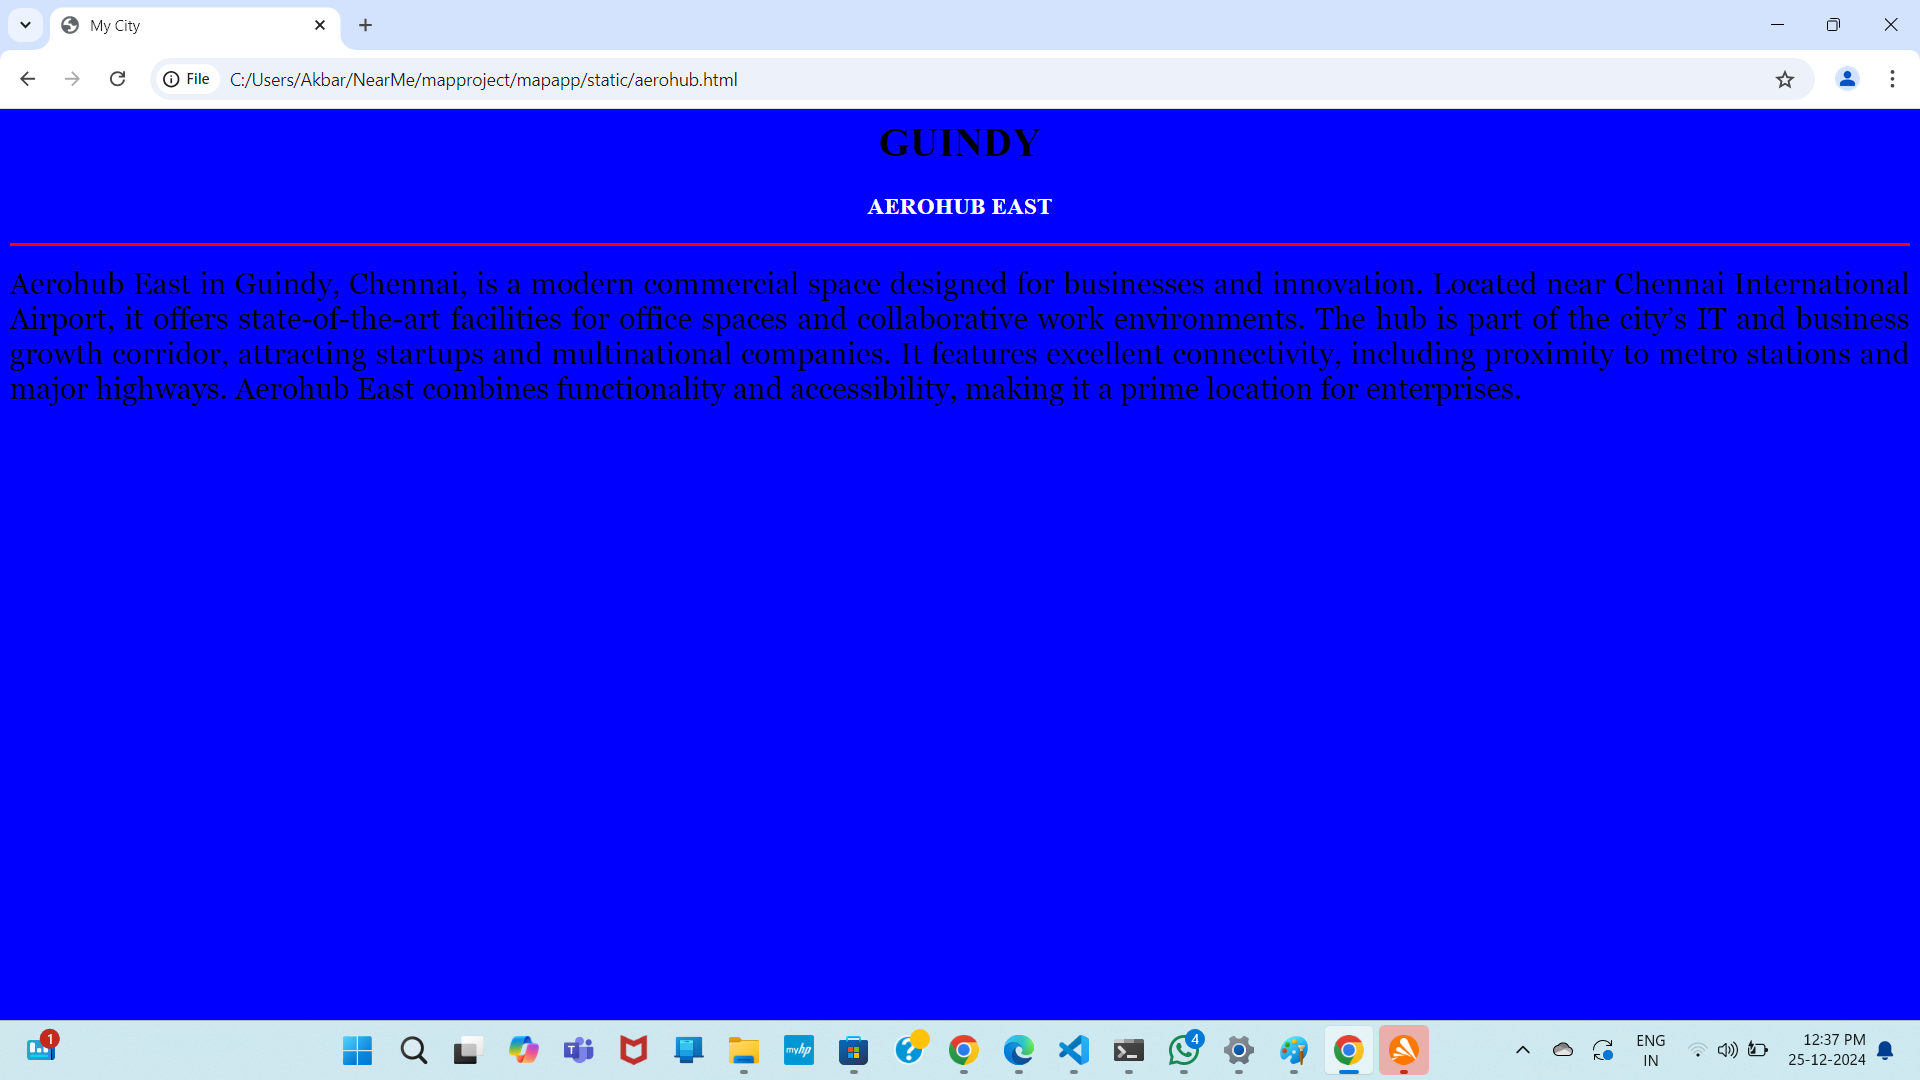 My City
File
C:/Users/Akbar/NearMe/mapproject/mapapp/static/aerohub.html
GUINDY
AEROHUB EAST
Aerohub East in Guindy, Chennai, is a modern commercial space designed for businesses and innovation. Located near Chennai International
Airport, it offers state-of-the-art facilities for office spaces and collaborative work environments. The hub is part of the city’s IT and business
growth corridor, attracting startups and multinational companies. It features excellent connectivity, including proximity to metro stations and
major highways. Aerohub East combines functionality and accessibility, making it a prime location for enterprises.
1
myhp
4
ENG
IN
12:37 PM
25-12-2024